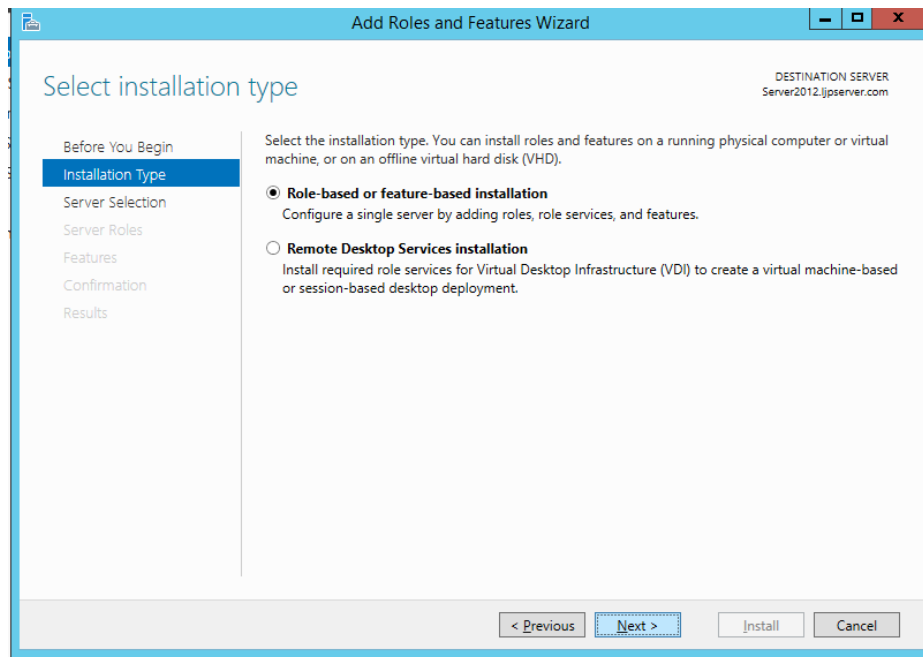 Add Roles and Features Wizard
Select installation type
DESTINATION SERVER
Server2012.ljpserver.com
Before You Begin
Installation Type
Server Selection
Server Roles
Features
Confirmation
Results
Select the installation type. You can install roles and features on a running physical computer or virtual
machine, or on an offline virtual hard disk (VHD).
Role-based or feature-based installation
Configure a single server by adding roles, role services, and features.
Remote Desktop Services installation
Install required role services for Virtual Desktop Infrastructure (VDI) to create a virtual machine-based
or session-based desktop deployment.
< Previous
Next >
Install
Cancel